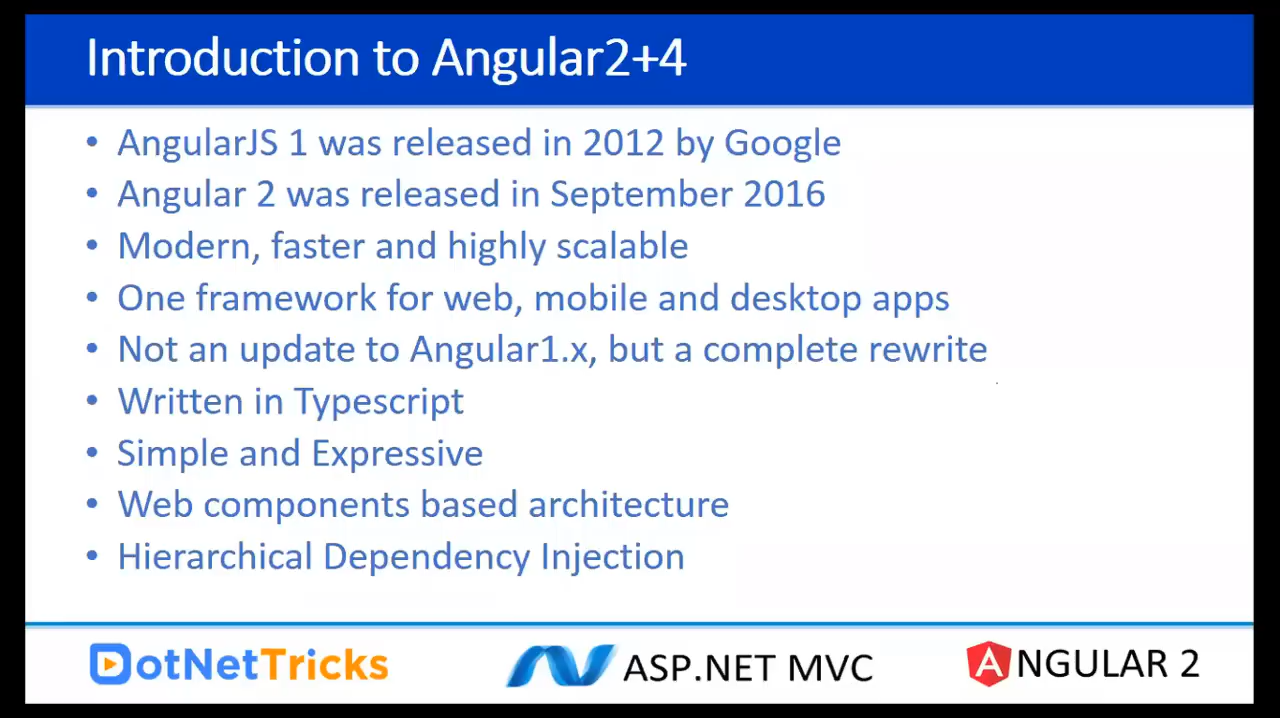 Introduction to Angular2+4
• AngularJS 1 was released in 2012 by Google
• Angular 2 was released in September 2016
• Modern, faster and highly scalable
• One framework for web, mobile and desktop apps
• Not an update to Angular1.x, but a complete rewrite
• Written in Typescript
• Simple and Expressive
• Web components based architecture
• Hierarchical Dependency Injection
DotNetTricks
ASP.NET MVC
ANGULAR 2